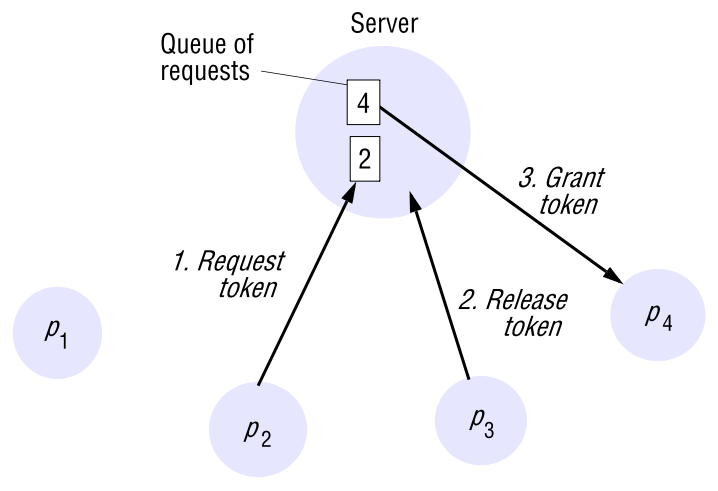 Server
Queue of
requests
4
2
3. Grant
token
1. Request
token
2. Release
token
p1
p2
p3
p4